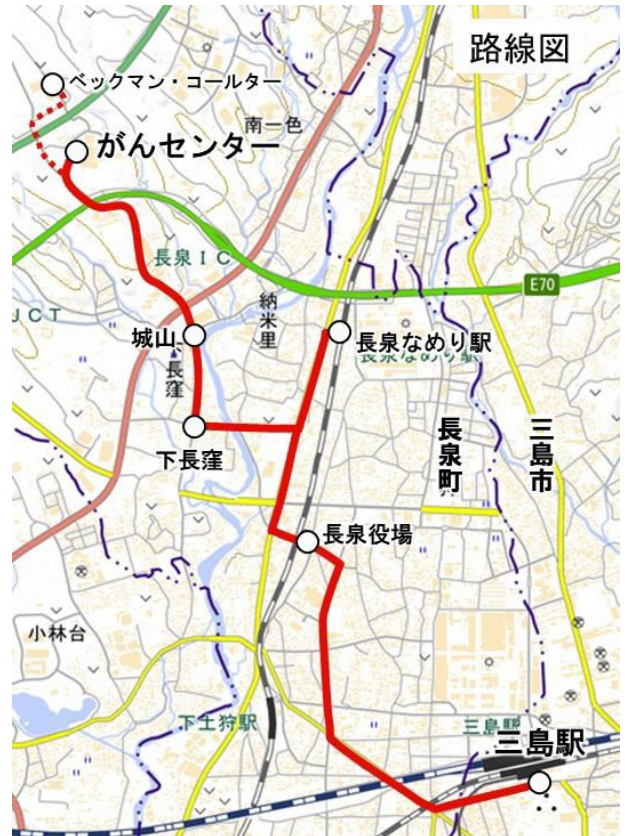 路線図
ベックマン・コールター
がんセンター
南一色
長泉IC
E70
JCT
納米里
城山
長窪
長泉なめり駅
長泉なめり駅
下長窪
長泉町
三島市
長泉役場
小林台
下土狩駅
三島駅
三島駅